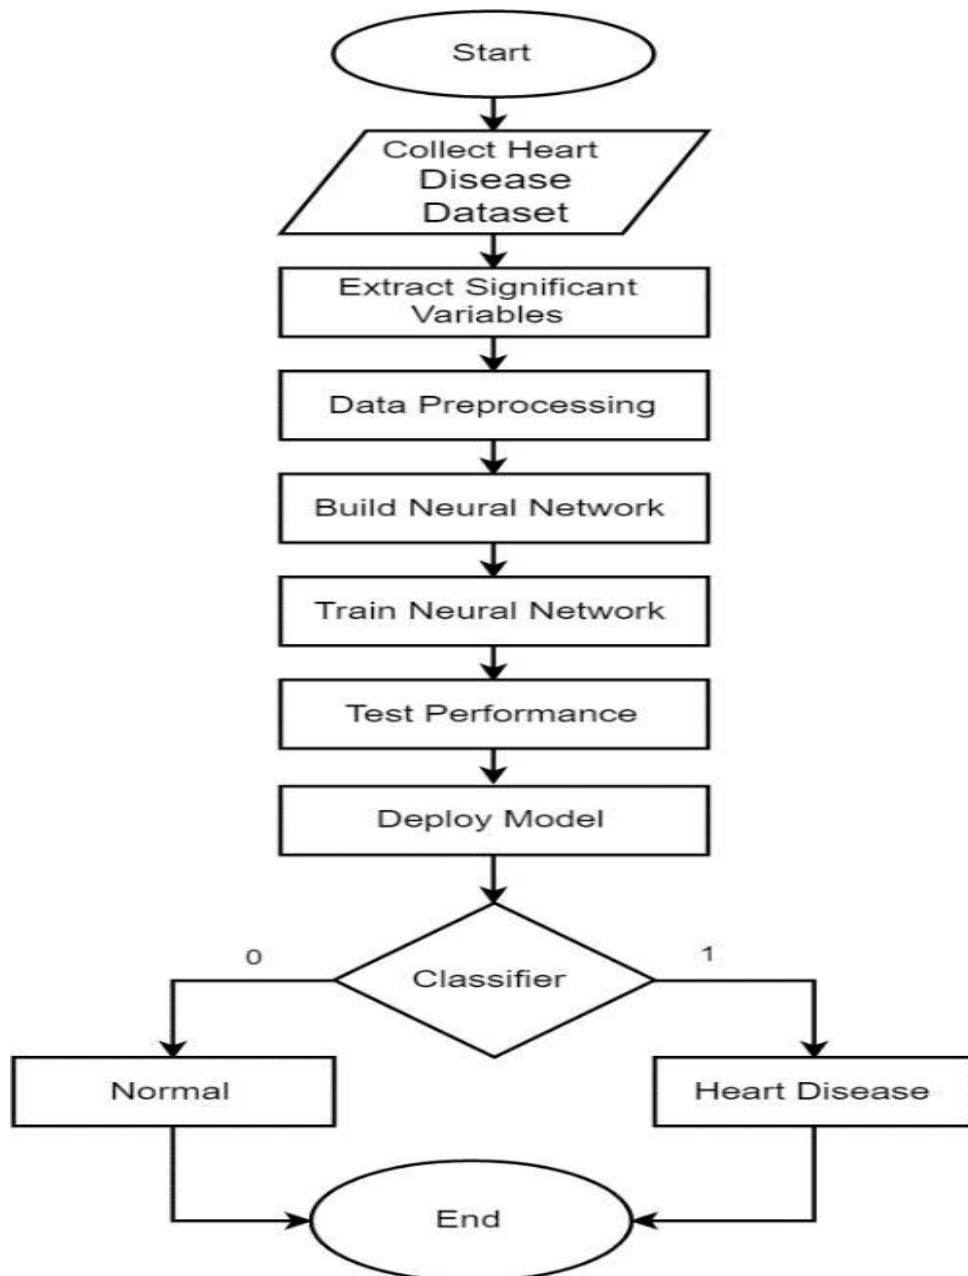 Start
Collect Heart
Disease
Dataset
Extract Significant
Variables
Data Preprocessing
Build Neural Network
Train Neural Network
Test Performance
Deploy Model
0
Classifier
1
Normal
Heart Disease
End